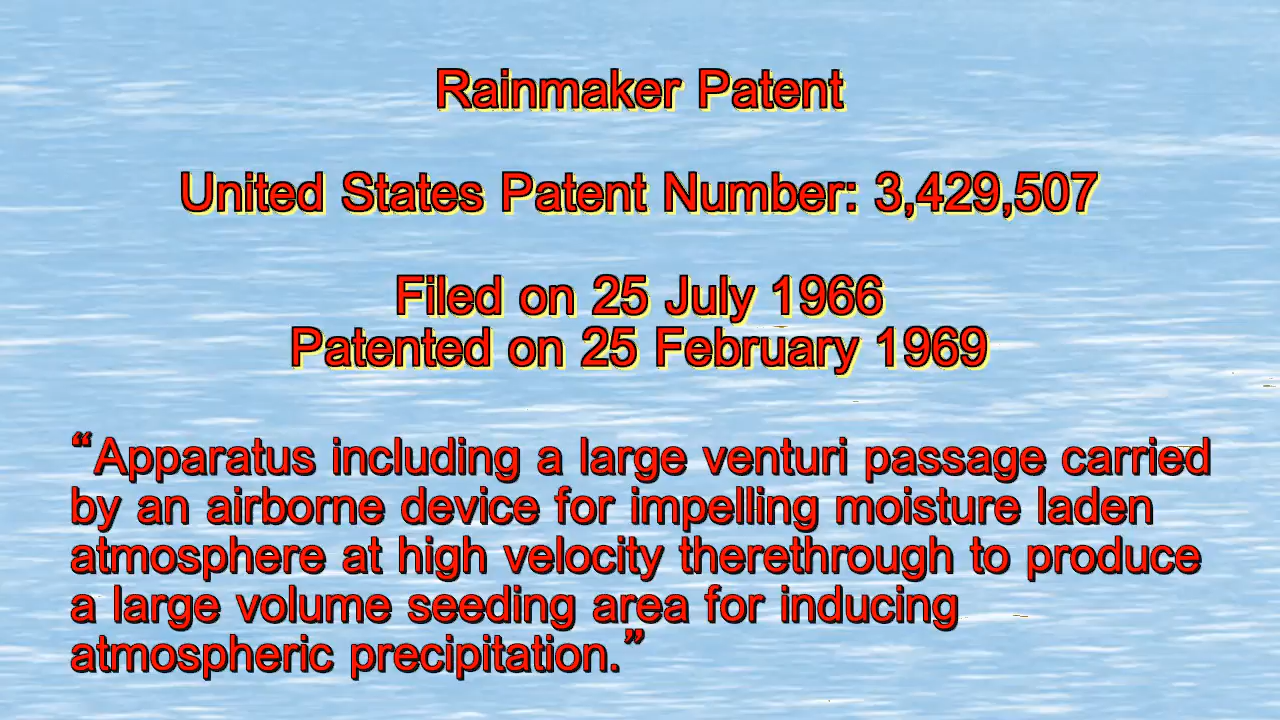 Rainmaker Patent
United States Patent Number: 3,429,507
Filed on 25 July 1966
Patented on 25 February 1969
“Apparatus including a large venturi passage carried
by an airborne device for impelling moisture laden
atmosphere at high velocity therethrough to produce
a large volume seeding area for inducing
atmospheric precipitation.”